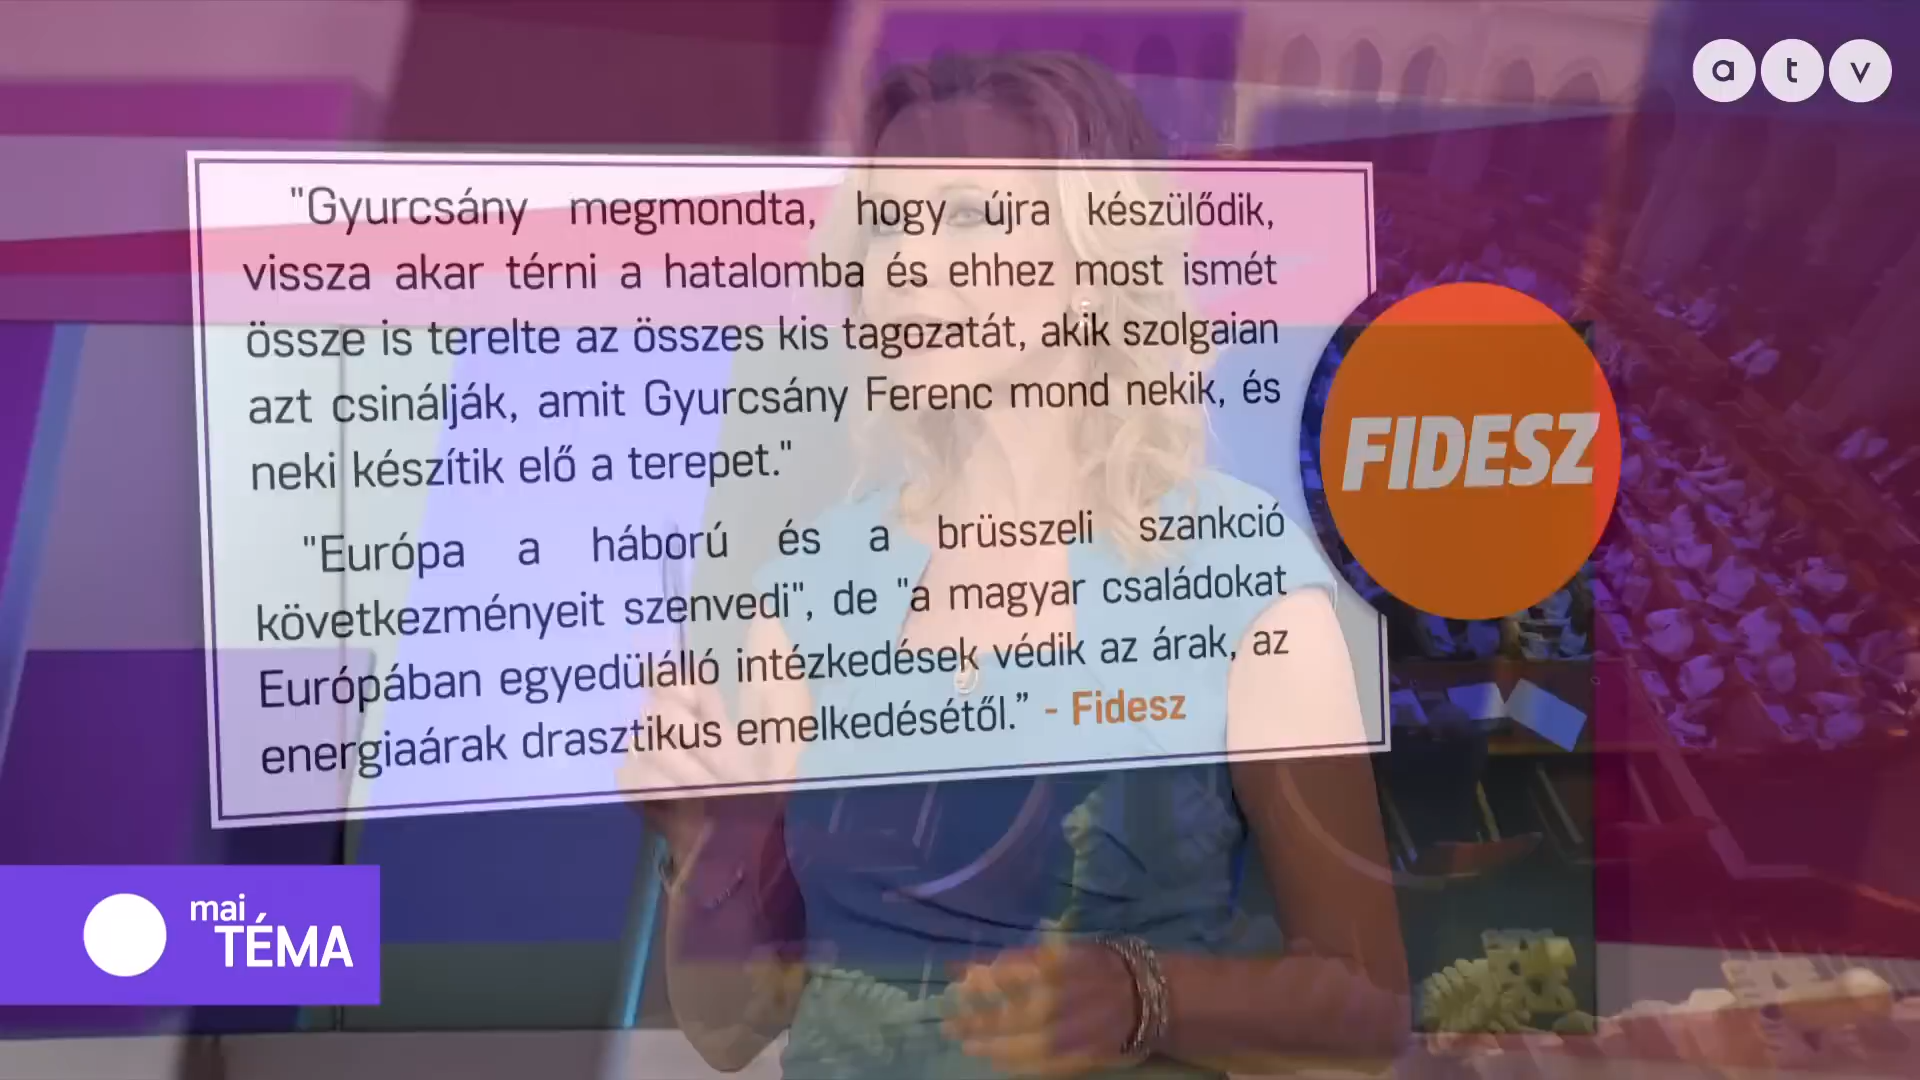 a t v
"Gyurcsány megmondta, hogy újra készülődik,
vissza akar térni a hatalomba és ehhez most ismét
össze is terelte az összes kis tagozatát, akik szolgaian
azt csinálják, amit Gyurcsány Ferenc mond nekik, és
neki készítik elő a terepet."
FIDESZ
"Európa a háború és a brüsszeli szankció
következményeit szenvedi", de "a magyar családokat
Európában egyedülálló intézkedések védik az árak, az
energiaárak drasztikus emelkedésétől.” - Fidesz
mai
TÉMA